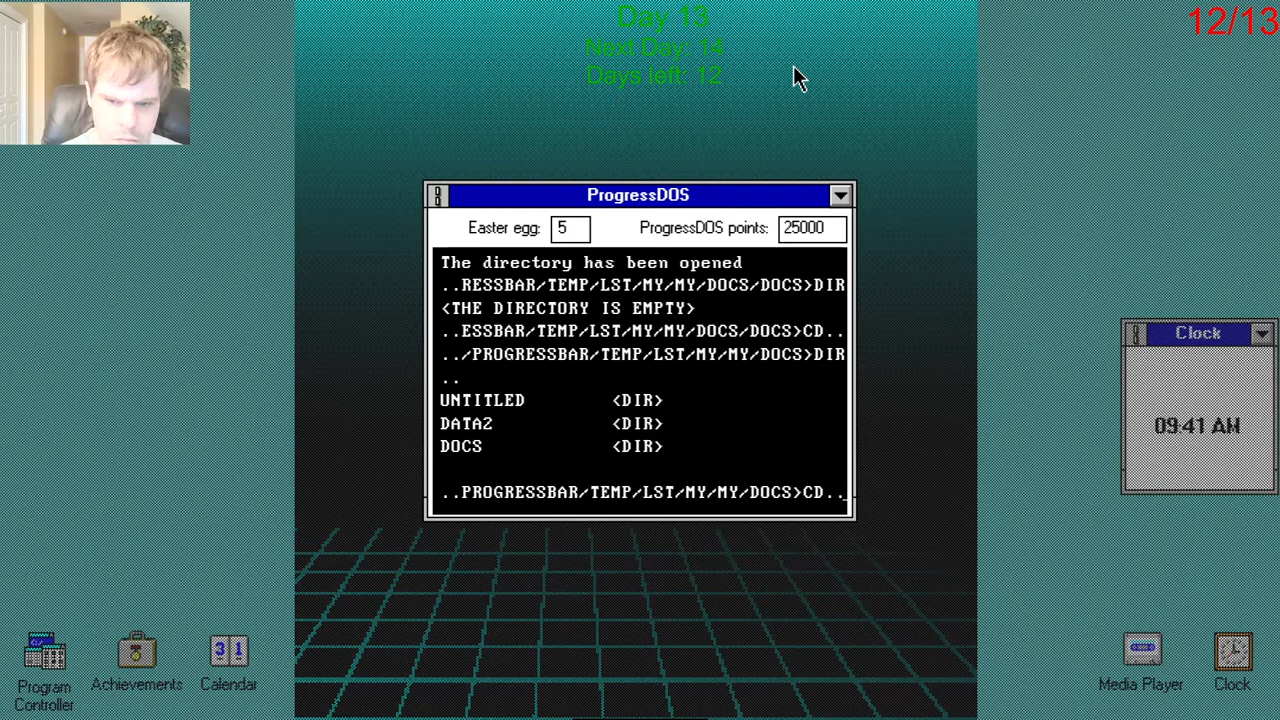 Day 13
Next Day: 14
Days left: 12
12/13
ProgressDOS
Easter egg: 5 ProgressDOS points: 25000
The directory has been opened
..RESSBAR/TEMP/LST/MY/MY/DOCS/DOCS>DIR
<THE DIRECTORY IS EMPTY>
..ESSBAR/TEMP/LST/MY/MY/DOCS/DOCS>CD..
../PROGRESSBAR/TEMP/LST/MY/MY/DOCS>DIR
..
UNTITLED <DIR>
DATA2 <DIR>
DOCS <DIR>
..PROGRESSBAR/TEMP/LST/MY/MY/DOCS>CD.._
Clock
09:41 AM
Program
Controller
Achievements
3 1
Calendar
Media Player
Clock